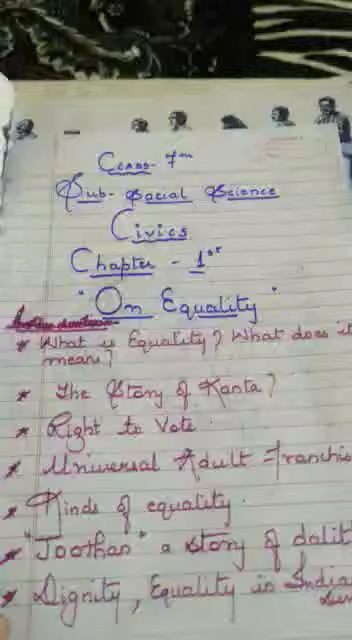 Class- 7th
Sub- Social Science
Civics
Chapter - 1st
"On Equality"
* What is Equality? What does it
mean?
* The Story of Kanta?
* Right to Vote
* Universal Adult Franchis
* Kinds of equality.
* "Joothan" a story of dalit
* Dignity, Equality in India